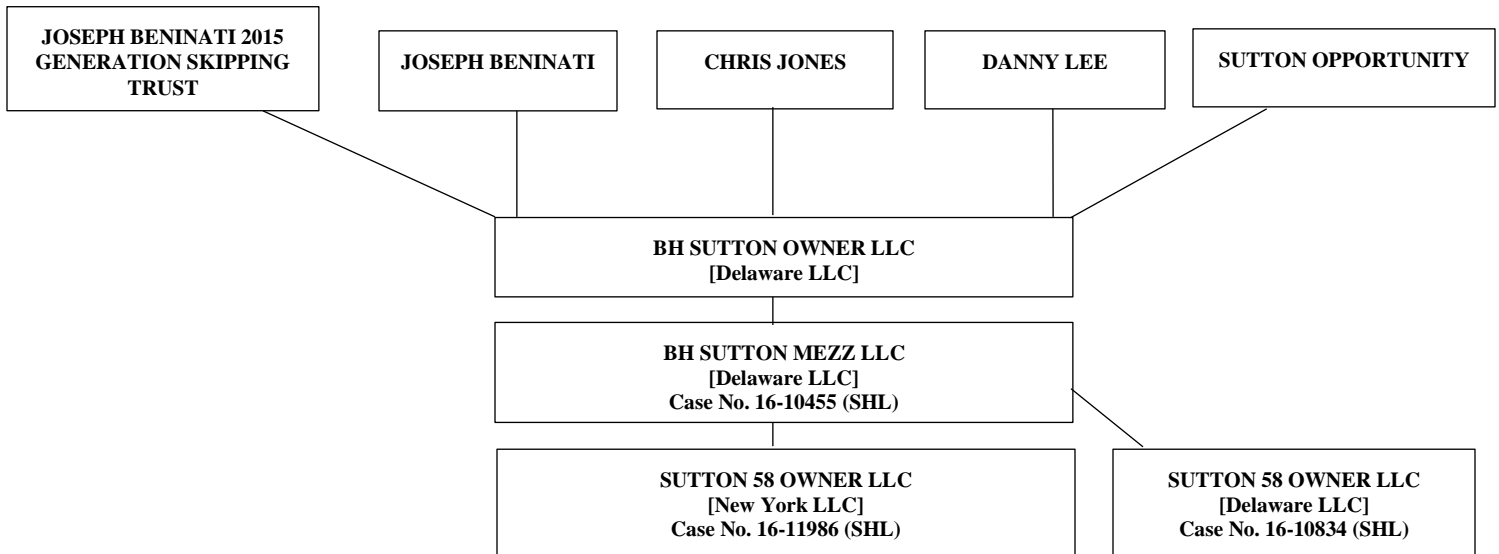 JOSEPH BENINATI 2015
GENERATION SKIPPING
TRUST
JOSEPH BENINATI
CHRIS JONES
DANNY LEE
SUTTON OPPORTUNITY
BH SUTTON OWNER LLC
[Delaware LLC]
BH SUTTON MEZZ LLC
[Delaware LLC]
Case No. 16-10455 (SHL)
SUTTON 58 OWNER LLC
[New York LLC]
Case No. 16-11986 (SHL)
SUTTON 58 OWNER LLC
[Delaware LLC]
Case No. 16-10834 (SHL)